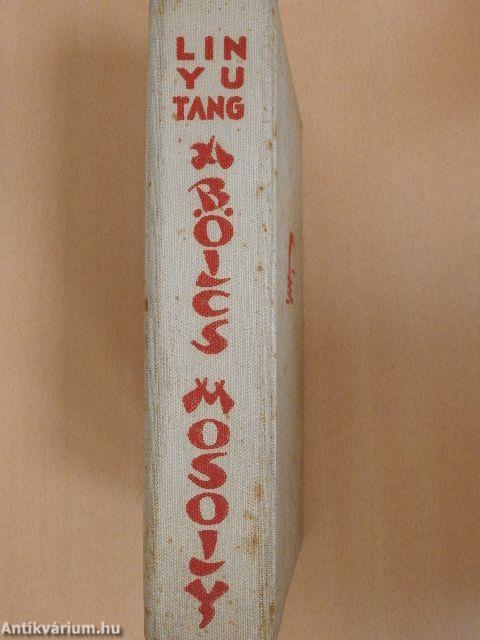 LIN
YU
TANG
A BÖLCS MOSOLY
Antikvárium.hu